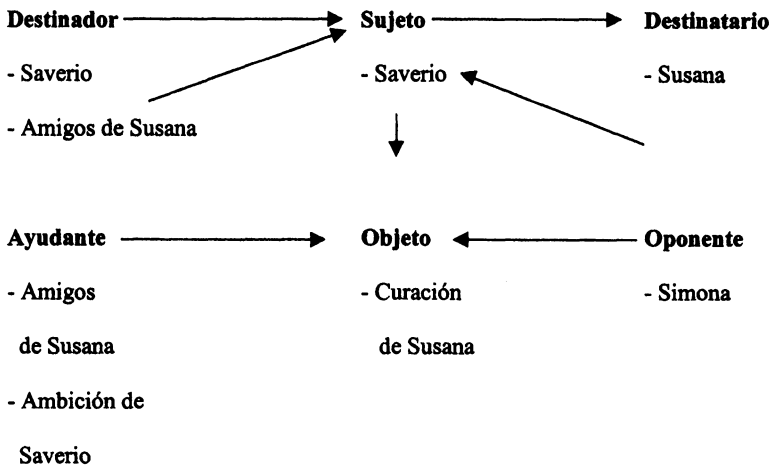 Destinador Sujeto Destinatario
- Saverio - Saverio - Susana
- Amigos de Susana
Ayudante Objeto Oponente
- Amigos - Curación - Simona
de Susana de Susana
- Ambición de
Saverio